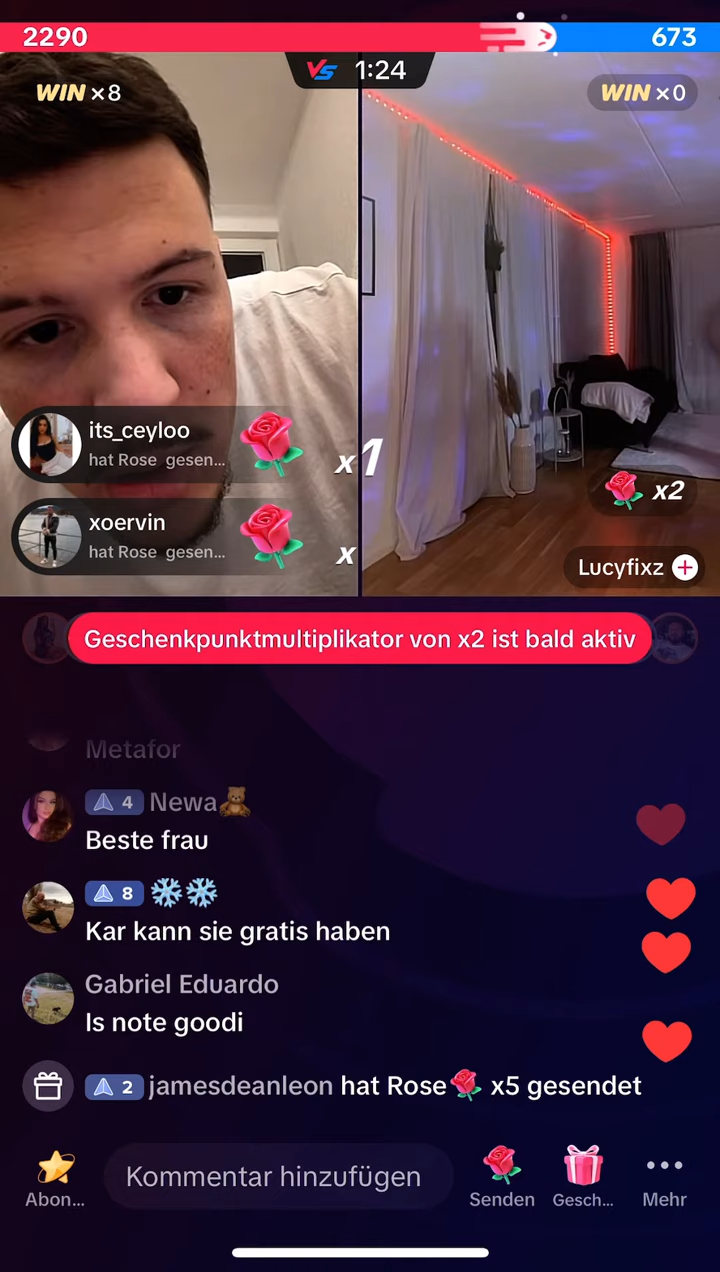 2290
673
VS 1:24
WIN ×8
WIN ×0
its_ceyloo
hat Rose gesen...
x1
xoervin
hat Rose gesen...
x
x2
Lucyfixz
Geschenkpunktmultiplikator von x2 ist bald aktiv
Metafor
4 Newa🧸
Beste frau
8 ❄️❄️
Kar kann sie gratis haben
Gabriel Eduardo
Is note goodi
2 jamesdeanleon hat Rose🌹 x5 gesendet
Abon...
Kommentar hinzufügen
Senden
Gesch...
Mehr